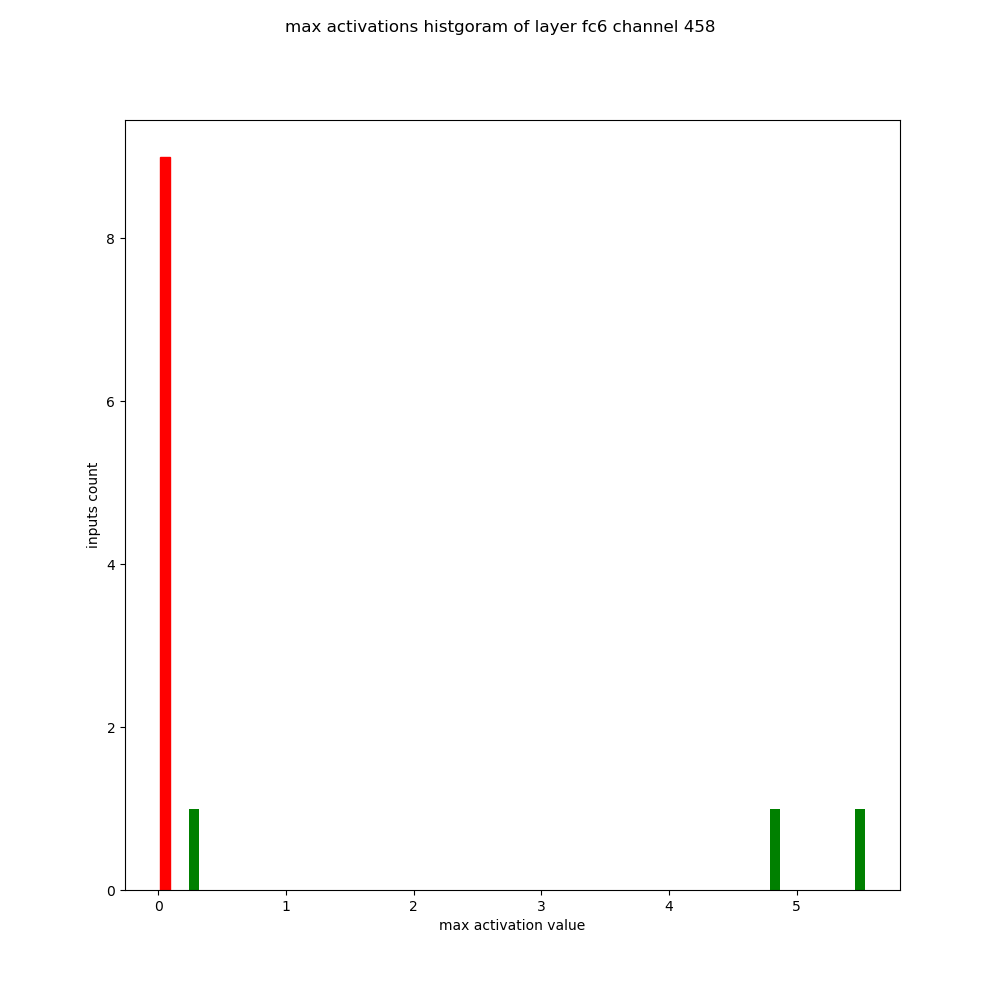 max activations histgoram of layer fc6 channel 458
8
6
4
2
0
inputs count
0 1 2 3 4 5
max activation value